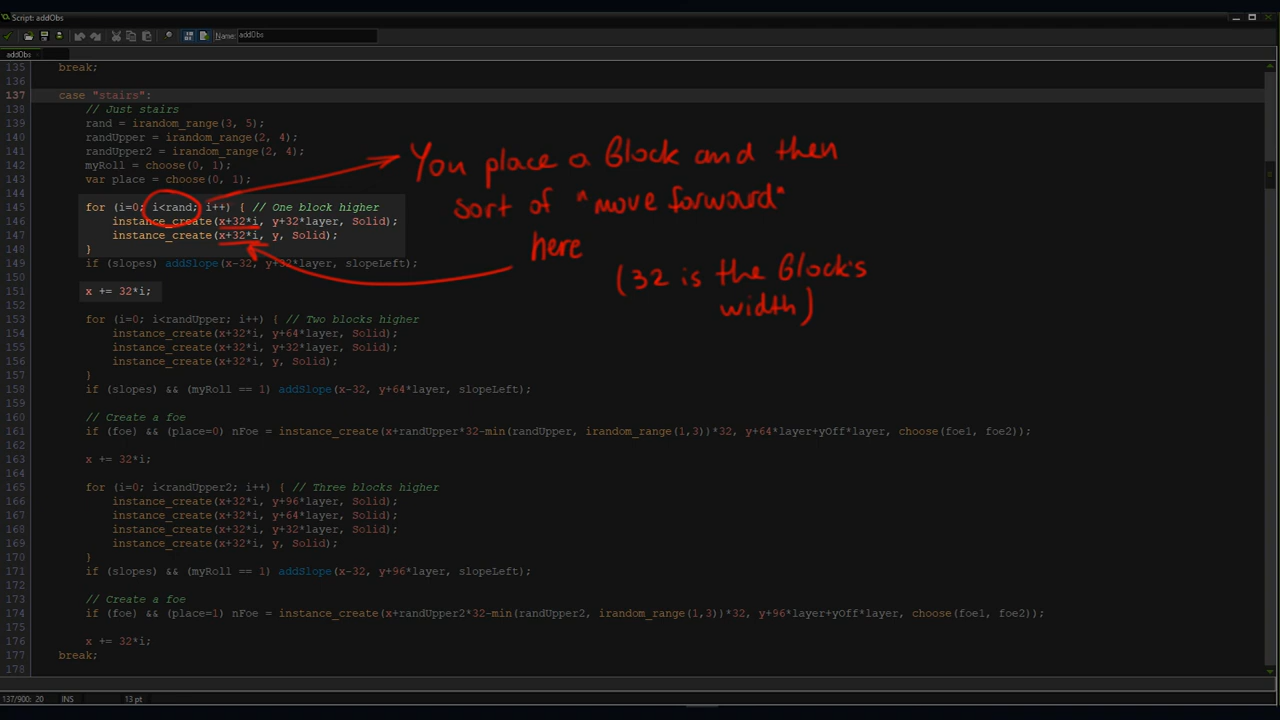 Script: addObs
Name: addObs
addObs
135 break;
136
137 case "stairs":
138 // Just stairs
139 rand = irandom_range(3, 5);
140 randUpper = irandom_range(2, 4);
141 randUpper2 = irandom_range(2, 4);
142 myRoll = choose(0, 1);
143 var place = choose(0, 1);
144
145 for (i=0; i<rand; i++) { // One block higher
146 instance_create(x+32*i, y+32*layer, Solid);
147 instance_create(x+32*i, y, Solid);
148 }
149 if (slopes) addSlope(x-32, y+32*layer, slopeLeft);
150
151 x += 32*i;
152
153 for (i=0; i<randUpper; i++) { // Two blocks higher
154 instance_create(x+32*i, y+64*layer, Solid);
155 instance_create(x+32*i, y+32*layer, Solid);
156 instance_create(x+32*i, y, Solid);
157 }
158 if (slopes) && (myRoll == 1) addSlope(x-32, y+64*layer, slopeLeft);
159
160 // Create a foe
161 if (foe) && (place=0) nFoe = instance_create(x+randUpper*32-min(randUpper, irandom_range(1,3))*32, y+64*layer+yOff*layer, choose(foe1, foe2));
162
163 x += 32*i;
164
165 for (i=0; i<randUpper2; i++) { // Three blocks higher
166 instance_create(x+32*i, y+96*layer, Solid);
167 instance_create(x+32*i, y+64*layer, Solid);
168 instance_create(x+32*i, y+32*layer, Solid);
169 instance_create(x+32*i, y, Solid);
170 }
171 if (slopes) && (myRoll == 1) addSlope(x-32, y+96*layer, slopeLeft);
172
173 // Create a foe
174 if (foe) && (place=1) nFoe = instance_create(x+randUpper2*32-min(randUpper2, irandom_range(1,3))*32, y+96*layer+yOff*layer, choose(foe1, foe2));
175
176 x += 32*i;
177 break;
178
You place a Block and then
sort of "move forward"
here
(32 is the Block's
width)
137/900: 20 INS 13 pt